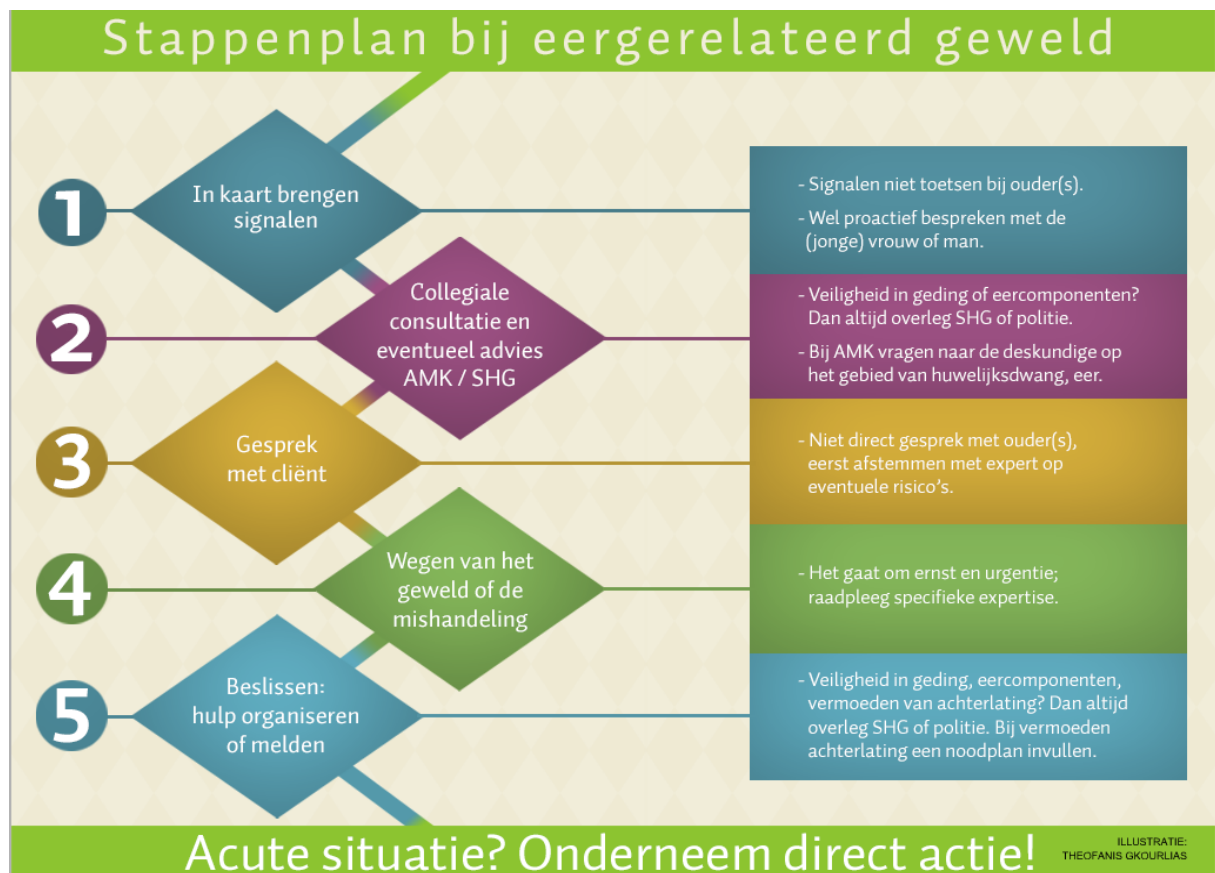 Stappenplan bij eergerelateerd geweld
1
In kaart brengen
signalen
- Signalen niet toetsen bij ouder(s).
- Wel proactief bespreken met de
(jonge) vrouw of man.
2
Collegiale
consultatie en
eventueel advies
AMK / SHG
- Veiligheid in geding of eercomponenten?
Dan altijd overleg SHG of politie.
- Bij AMK vragen naar de deskundige op
het gebied van huwelijksdwang, eer.
3
Gesprek
met cliënt
- Niet direct gesprek met ouder(s),
eerst afstemmen met expert op
eventuele risico's.
4
Wegen van het
geweld of de
mishandeling
- Het gaat om ernst en urgentie;
raadpleeg specifieke expertise.
5
Beslissen:
hulp organiseren
of melden
- Veiligheid in geding, eercomponenten,
vermoeden van achterlating? Dan altijd
overleg SHG of politie. Bij vermoeden
achterlating een noodplan invullen.
Acute situatie? Onderneem direct actie!
ILLUSTRATIE:
THEOFANIS GKOURLIAS